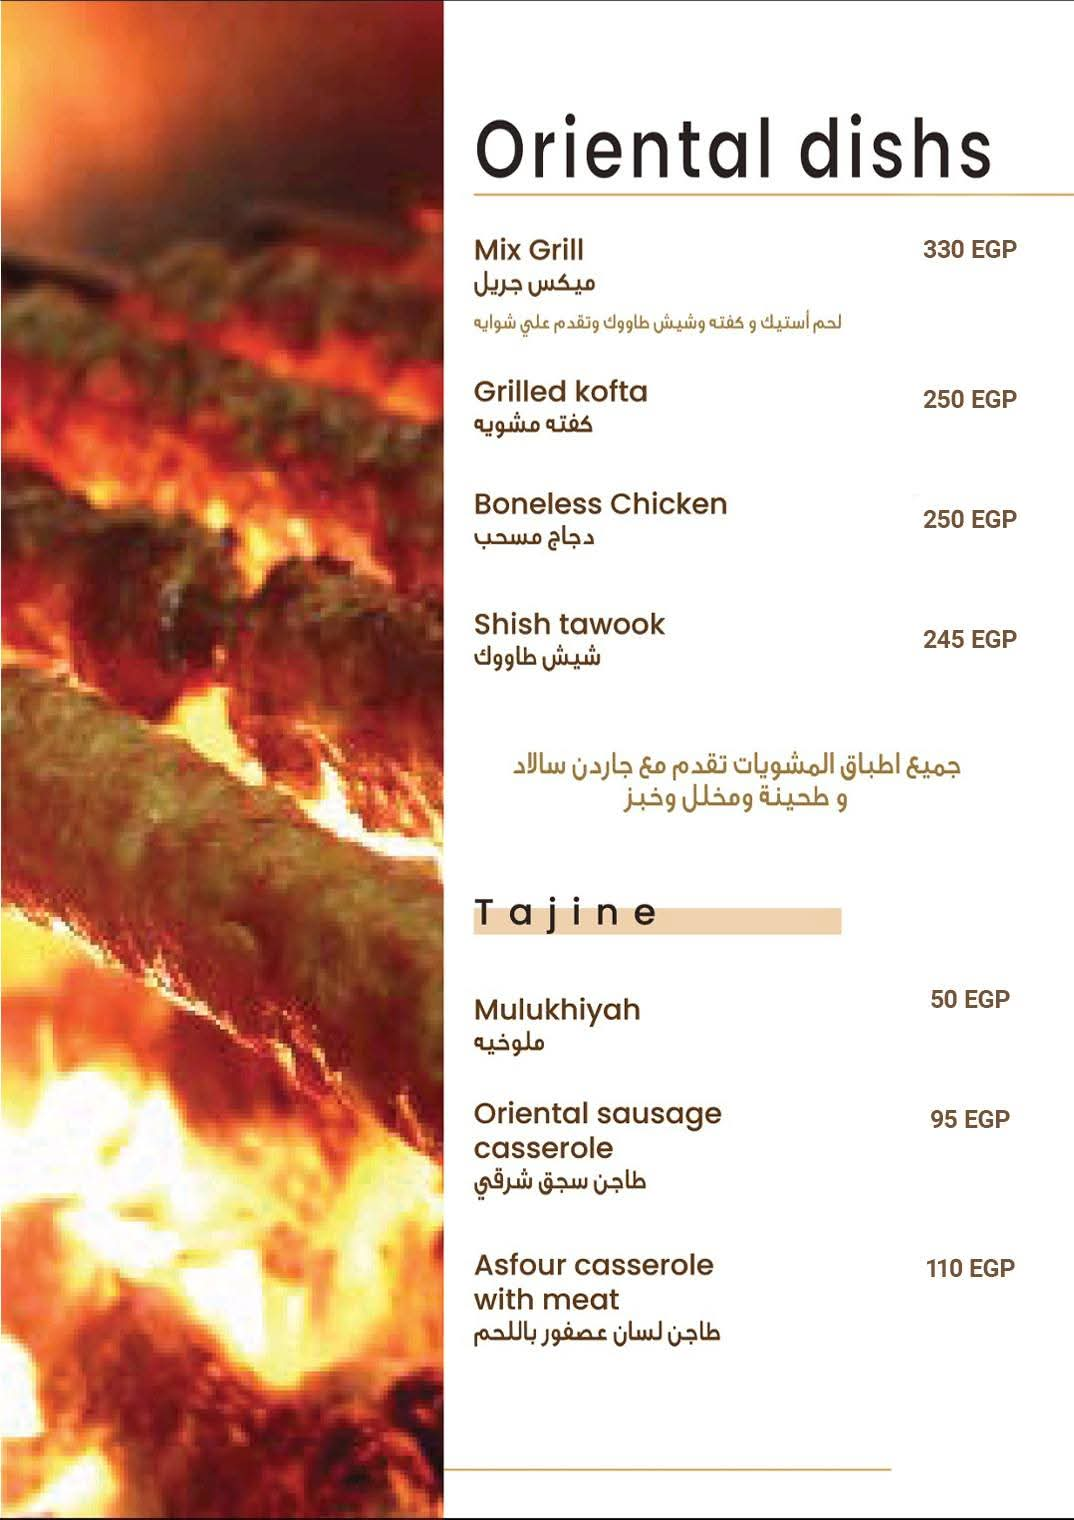 Oriental dishs
Mix Grill
330 EGP
ميكس جريل
لحم أستيك و كفته وشيش طاووك وتقدم علي شوايه
Grilled kofta
250 EGP
كفته مشويه
Boneless Chicken
250 EGP
دجاج مسحب
Shish tawook
245 EGP
شيش طاووك
جميع اطباق المشويات تقدم مع جاردن سالاد
و طحينة ومخلل وخبز
Tajine
Mulukhiyah
50 EGP
ملوخيه
Oriental sausage
95 EGP
casserole
طاجن سجق شرقي
Asfour casserole
110 EGP
with meat
طاجن لسان عصفور باللحم